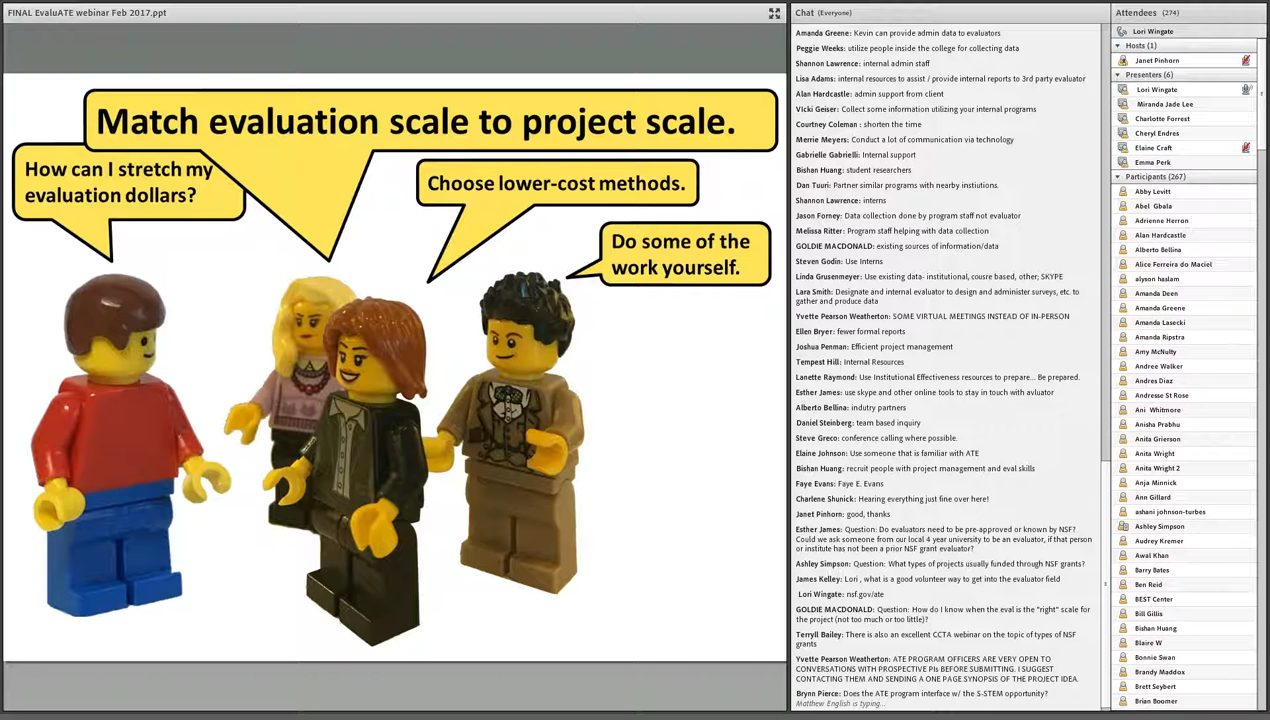 FINAL EvaluATE webinar Feb 2017.ppt
Match evaluation scale to project scale.
How can I stretch my
evaluation dollars?
Choose lower-cost methods.
Do some of the
work yourself.
Chat (Everyone)
Amanda Greene: Kevin can provide admin data to evaluators
Peggie Weeks: utilize people inside the college for collecting data
Shannon Lawrence: internal admin staff
Lisa Adams: internal resources to assist / provide internal reports to 3rd party evaluator
Alan Hardcastle: admin support from client
VIcki Geiser: Collect some information utilizing your internal programs
Courtney Coleman : shorten the time
Merrie Meyers: Conduct a lot of communication via technology
Gabrielle Gabrielli: Internal support
Bishan Huang: student researchers
Dan Tuuri: Partner similar programs with nearby instiutions.
Shannon Lawrence: interns
Jason Forney: Data collection done by program staff not evaluator
Melissa Ritter: Program staff helping with data collection
GOLDIE MACDONALD: existing sources of information/data
Steven Godin: Use Interns
Linda Grusenmeyer: Use existing data- institutional, cousre based, other; SKYPE
Lara Smith: Designate and internal evaluator to design and administer surveys, etc. to
gather and produce data
Yvette Pearson Weatherton: SOME VIRTUAL MEETINGS INSTEAD OF IN-PERSON
Ellen Bryer: fewer formal reports
Joshua Penman: Efficient project management
Tempest Hill: Internal Resources
Lanette Raymond: Use Institutional Effectiveness resources to prepare... Be prepared.
Esther James: use skype and other online tools to stay in touch with avluator
Alberto Bellina: indutry partners
Daniel Steinberg: team based inquiry
Steve Greco: conference calling where possible.
Elaine Johnson: Use someone that is familiar with ATE
Bishan Huang: recruit people with project management and eval skills
Faye Evans: Faye E. Evans
Charlene Shunick: Hearing everything just fine over here!
Janet Pinhorn: good, thanks
Esther James: Question: Do evaluators need to be pre-approved or known by NSF?
Could we ask someone from our local 4 year university to be an evaluator, if that person
or institute has not been a prior NSF grant evaluator?
Ashley Simpson: Question: What types of projects usually funded through NSF grants?
James Kelley: Lori , what is a good volunteer way to get into the evaluator field
Lori Wingate: nsf.gov/ate
GOLDIE MACDONALD: Question: How do I know when the eval is the "right" scale for
the project (not too much or too little)?
Terryll Bailey: There is also an excellent CCTA webinar on the topic of types of NSF
grants
Yvette Pearson Weatherton: ATE PROGRAM OFFICERS ARE VERY OPEN TO
CONVERSATIONS WITH PROSPECTIVE PIs BEFORE SUBMITTING. I SUGGEST
CONTACTING THEM AND SENDING A ONE PAGE SYNOPSIS OF THE PROJECT IDEA.
Brynn Pierce: Does the ATE program interface w/ the S-STEM opportunity?
Matthew English is typing...
Attendees (274)
Lori Wingate
Hosts (1)
Janet Pinhorn
Presenters (6)
Lori Wingate
Miranda Jade Lee
Charlotte Forrest
Cheryl Endres
Elaine Craft
Emma Perk
Participants (267)
Abby Levitt
Abel Gbala
Adrienne Herron
Alan Hardcastle
Alberto Bellina
Alice Ferreira do Maciel
alyson haslam
Amanda Deen
Amanda Greene
Amanda Lasecki
Amanda Ripstra
Amy McNulty
Andree Walker
Andres Diaz
Andresse St Rose
Ani Whitmore
Anisha Prabhu
Anita Grierson
Anita Wright
Anita Wright 2
Anja Minnick
Ann Gillard
ashani johnson-turbes
Ashley Simpson
Audrey Kremer
Awal Khan
Barry Bates
Ben Reid
BEST Center
Bill Gillis
Bishan Huang
Blaire W
Bonnie Swan
Brandy Maddox
Brett Seybert
Brian Boomer